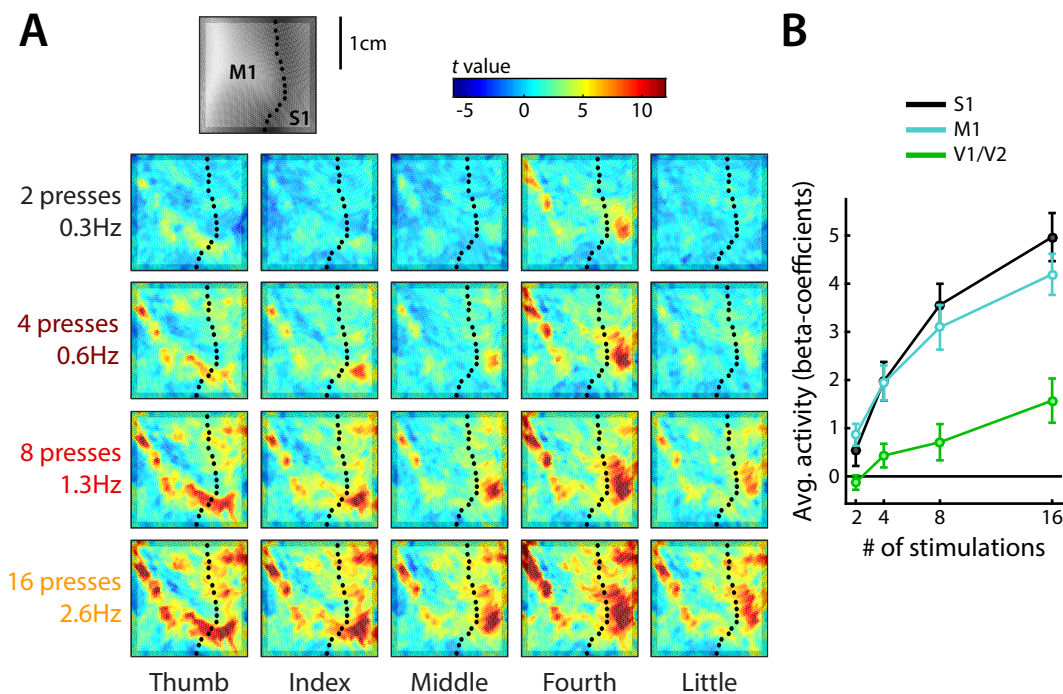 A
M1
S1
1cm
t value
-5
0
5
10
2 presses
0.3Hz
4 presses
0.6Hz
8 presses
1.3Hz
16 presses
2.6Hz
Thumb
Index
Middle
Fourth
Little
B
S1
M1
V1/V2
Avg. activity (beta-coefficients)
5
4
3
2
1
0
2
4
8
16
# of stimulations